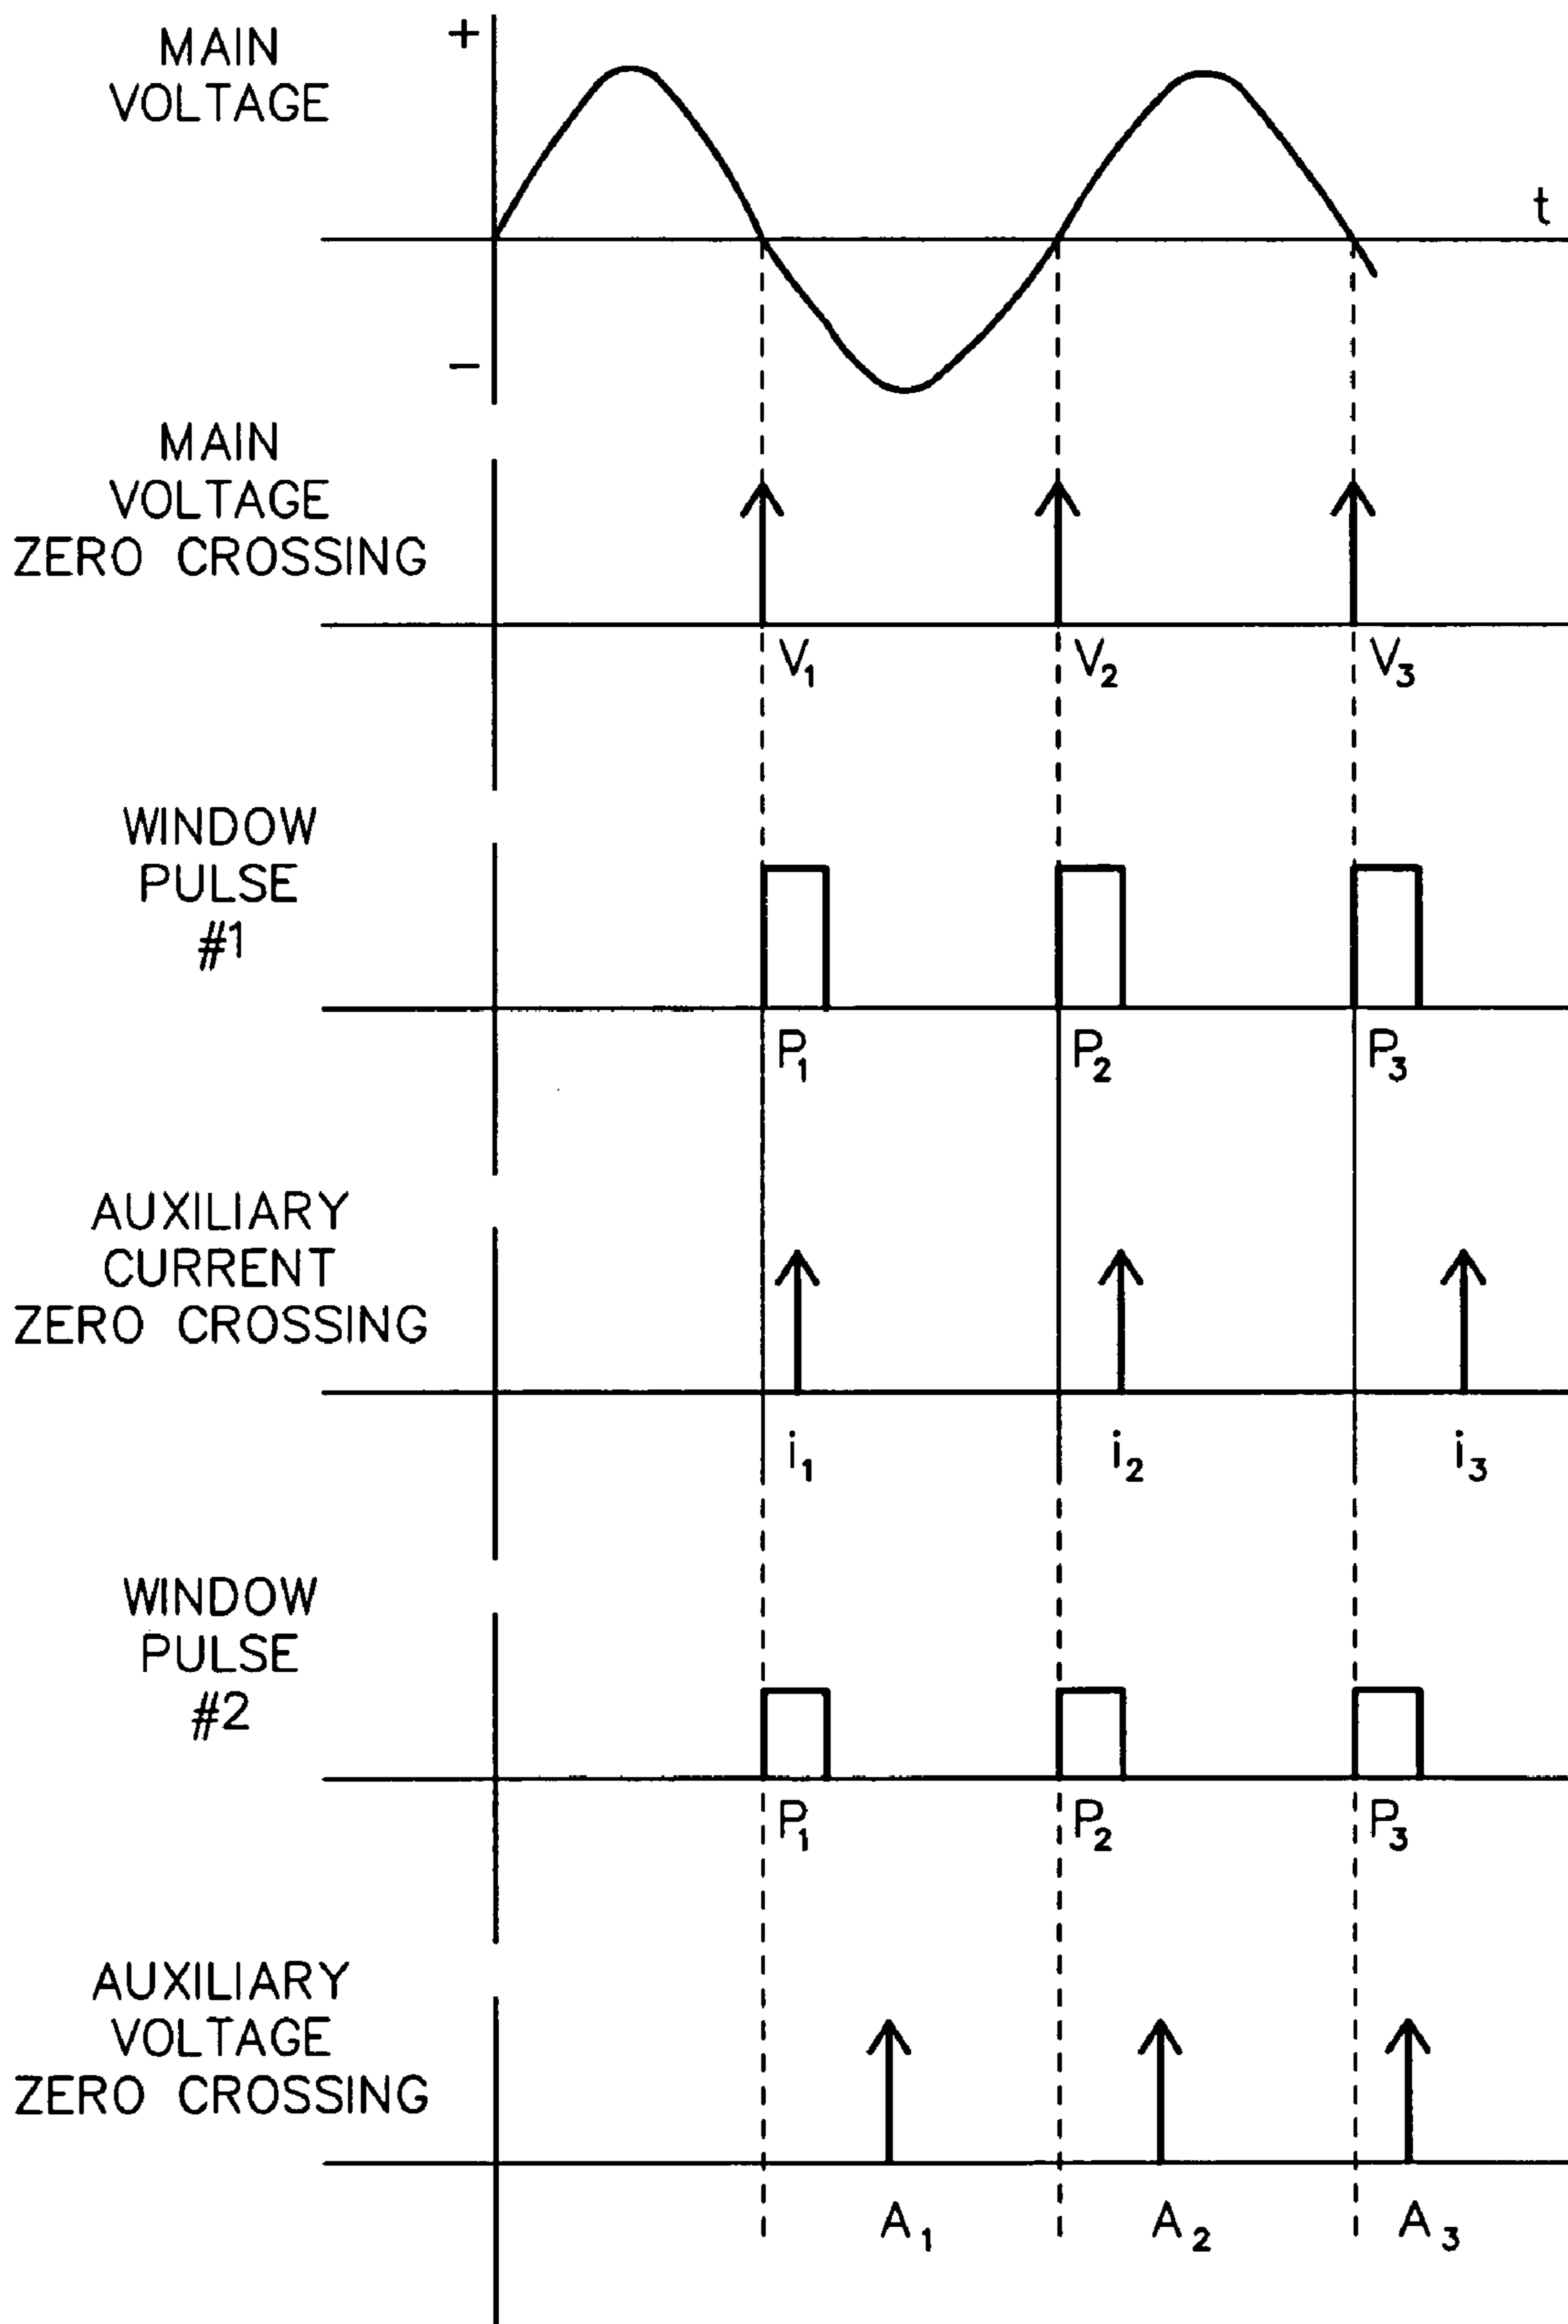 MAIN
VOLTAGE
+
−
t
MAIN
VOLTAGE
ZERO CROSSING
V₁ V₂ V₃
WINDOW
PULSE
#1
P₁ P₂ P₃
AUXILIARY
CURRENT
ZERO CROSSING
i₁ i₂ i₃
WINDOW
PULSE
#2
P₁ P₂ P₃
AUXILIARY
VOLTAGE
ZERO CROSSING
A₁ A₂ A₃